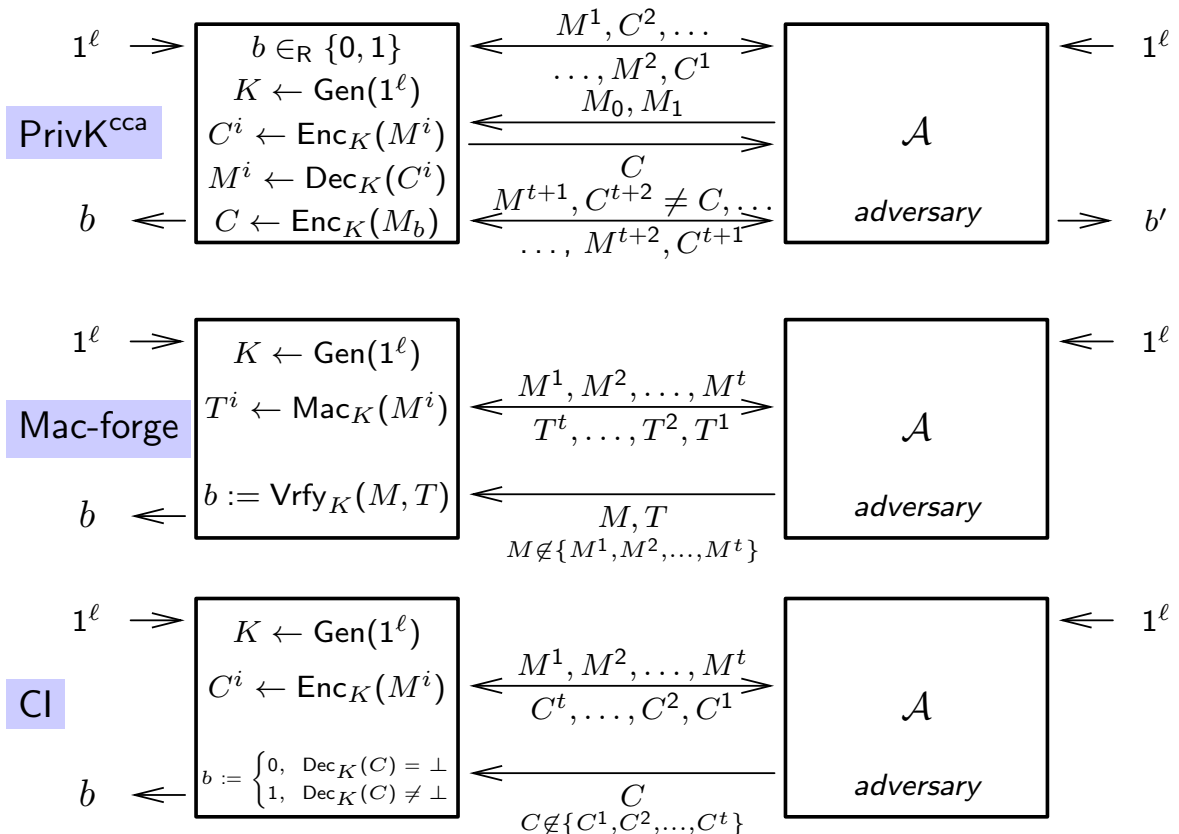 1^ℓ
b ∈_R {0, 1}
M^1, C^2, …
1^ℓ
…, M^2, C^1
K ← Gen(1^ℓ)
M_0, M_1
PrivK^cca
C^i ← Enc_K(M^i)
𝒜
C
M^i ← Dec_K(C^i)
M^{t+1}, C^{t+2} ≠ C, …
b
C ← Enc_K(M_b)
adversary
b′
…, M^{t+2}, C^{t+1}
1^ℓ
K ← Gen(1^ℓ)
1^ℓ
M^1, M^2, …, M^t
T^i ← Mac_K(M^i)
Mac-forge
T^t, …, T^2, T^1
𝒜
b := Vrfy_K(M, T)
b
adversary
M, T
M ∉ {M^1, M^2, …, M^t}
1^ℓ
K ← Gen(1^ℓ)
1^ℓ
M^1, M^2, …, M^t
C^i ← Enc_K(M^i)
CI
C^t, …, C^2, C^1
𝒜
b := { 0, Dec_K(C) = ⊥
1, Dec_K(C) ≠ ⊥
b
C
adversary
C ∉ {C^1, C^2, …, C^t}